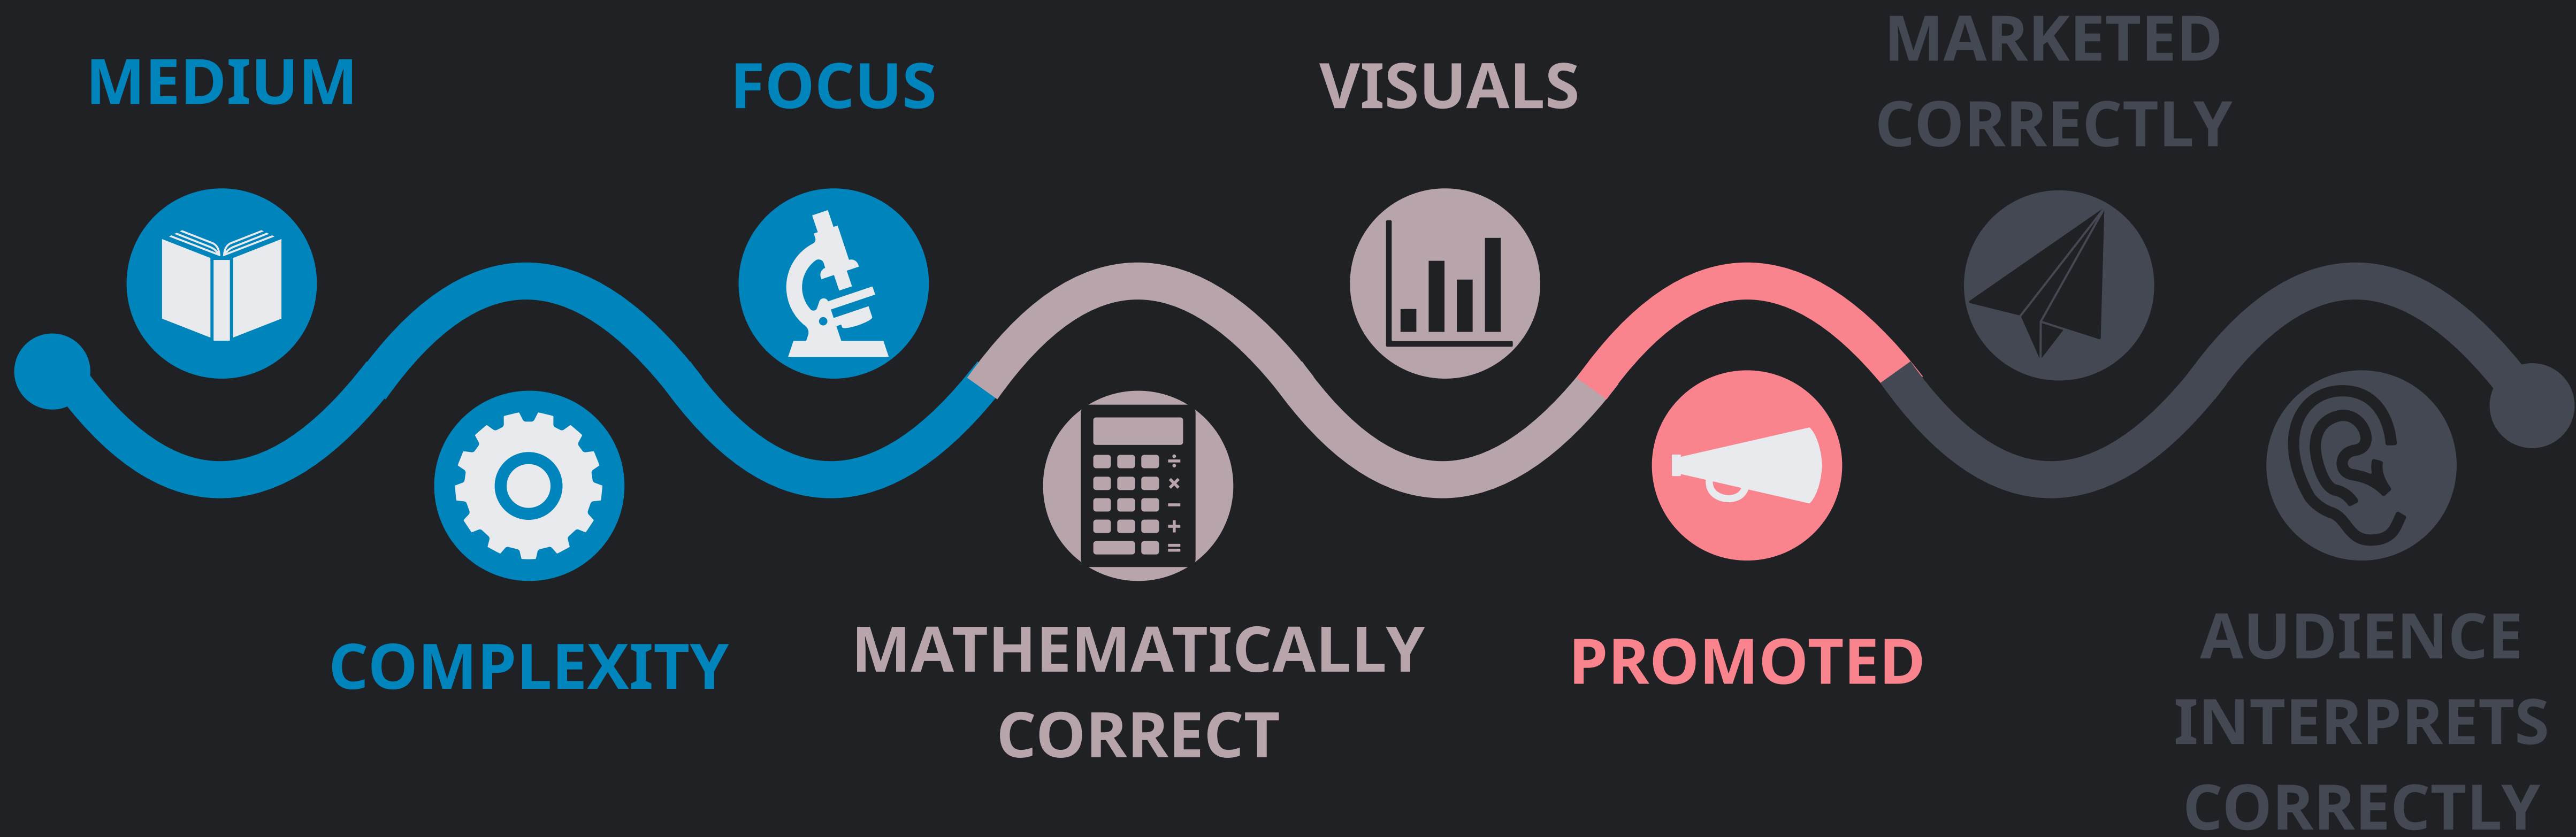 MEDIUM
COMPLEXITY
FOCUS
MATHEMATICALLY
CORRECT
VISUALS
PROMOTED
MARKETED
CORRECTLY
AUDIENCE
INTERPRETS
CORRECTLY